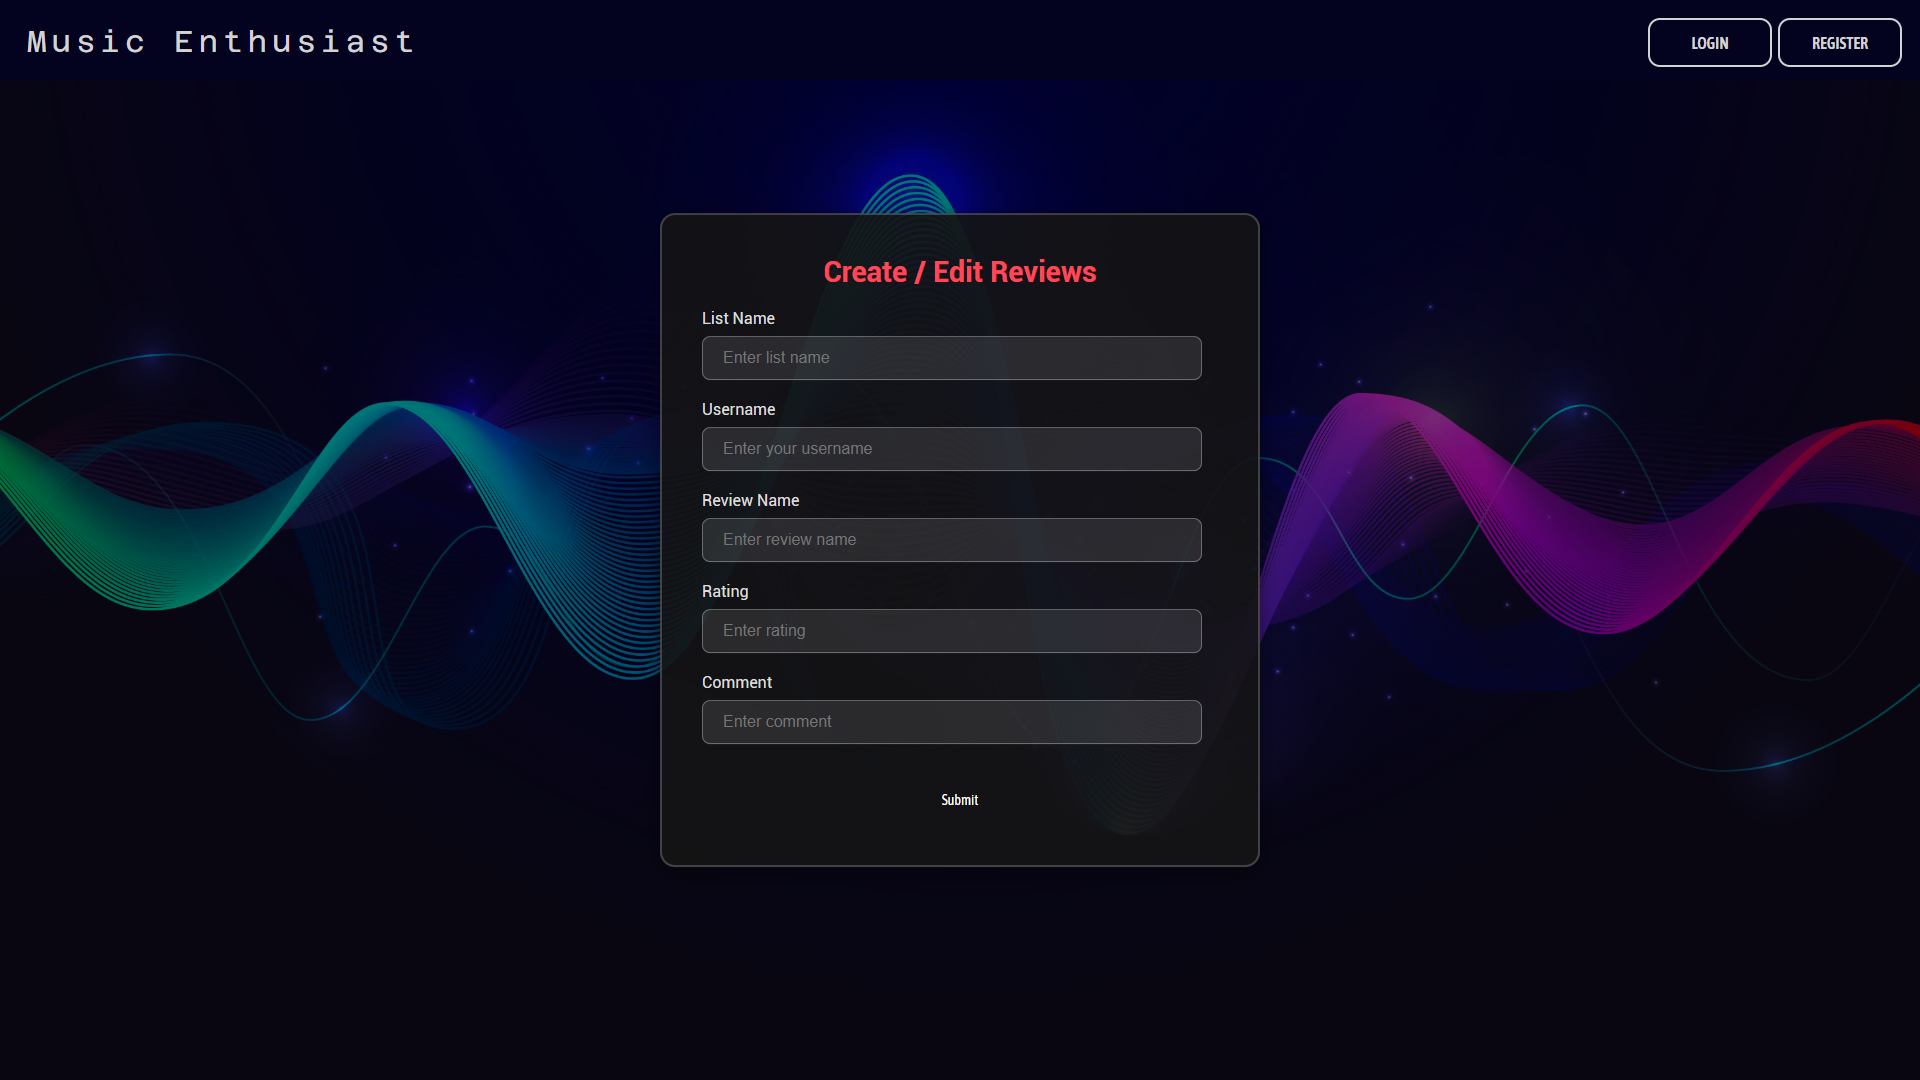 Music Enthusiast
LOGIN
REGISTER
Create / Edit Reviews
List Name
Enter list name
Username
Enter your username
Review Name
Enter review name
Rating
Enter rating
Comment
Enter comment
Submit